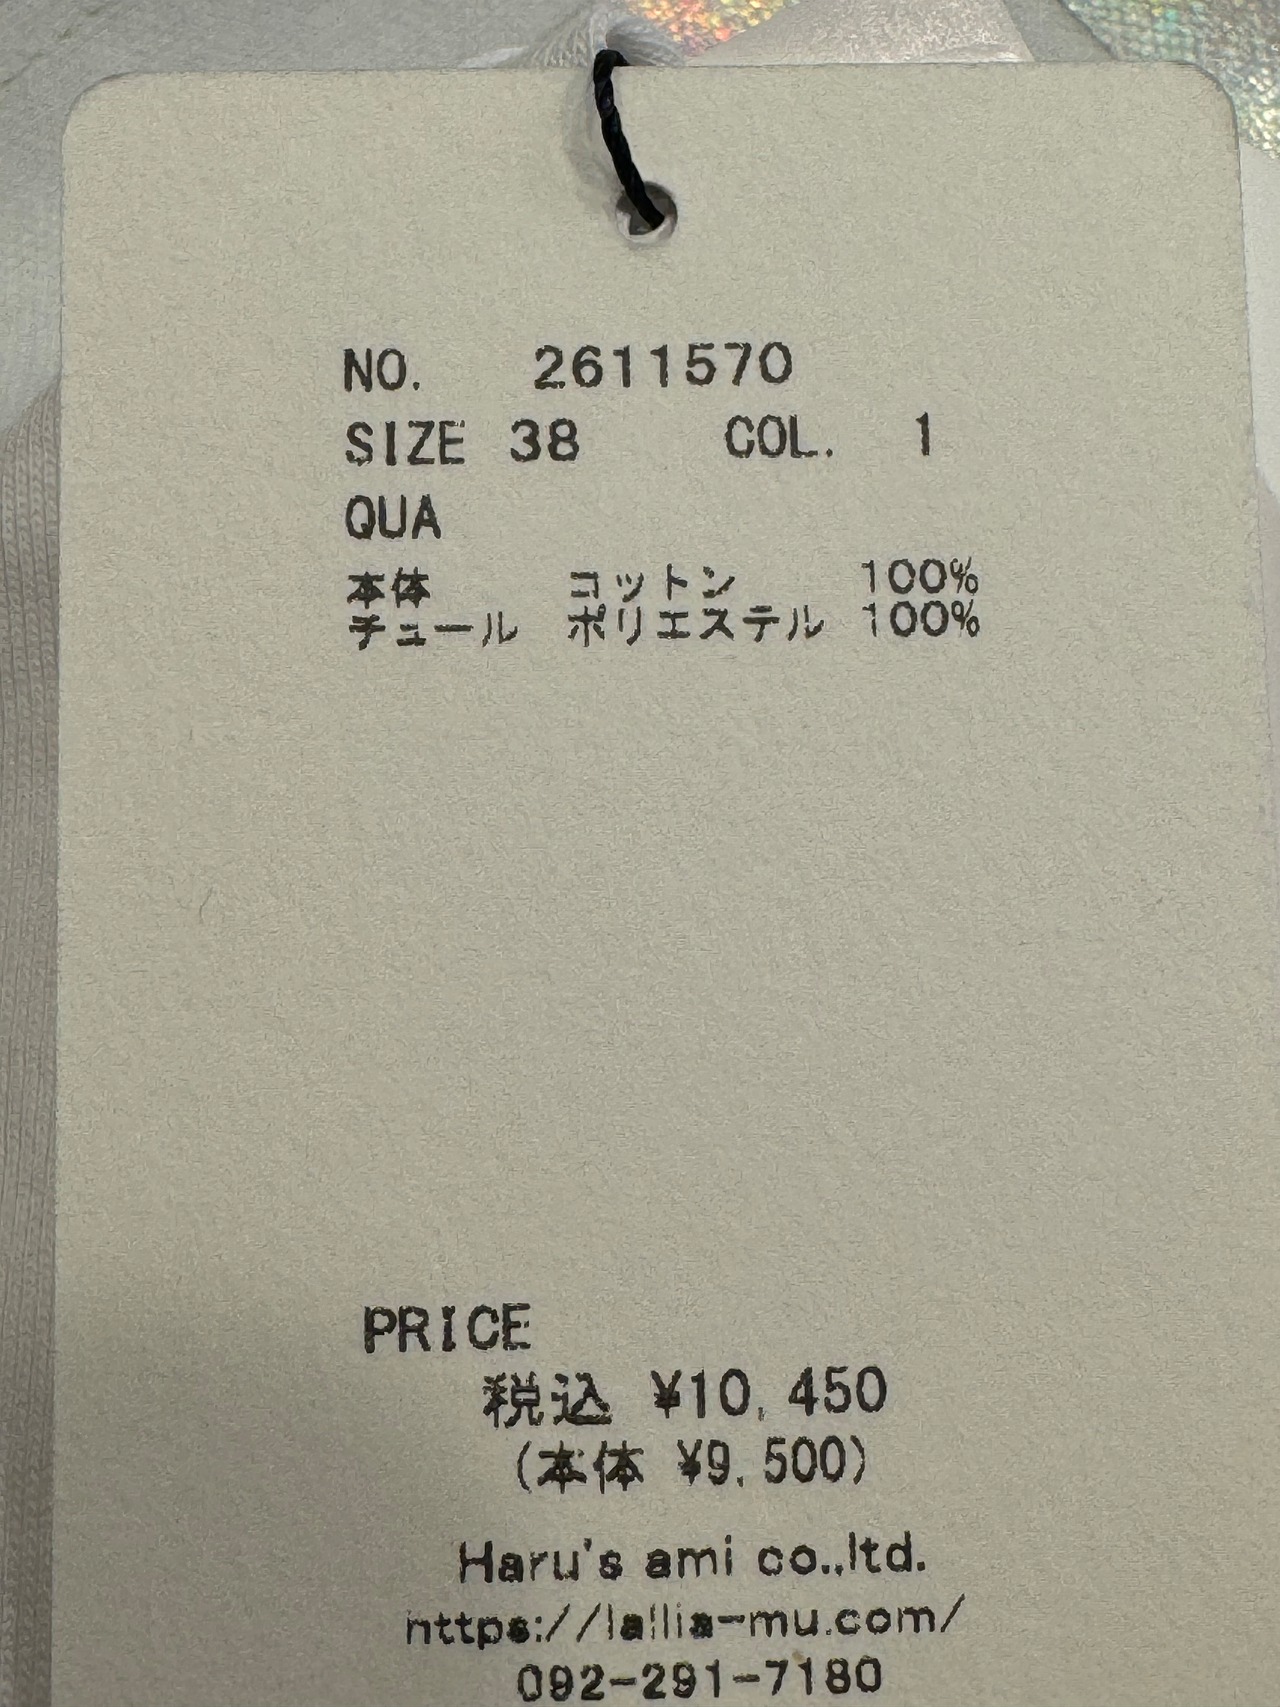 NO. 2611570
SIZE 38 COL. 1
QUA
本体 コットン 100%
チュール ポリエステル 100%
PRICE
税込 ¥10,450
(本体 ¥9,500)
Haru's ami co.,ltd.
https://lallia-mu.com/
092-291-7180